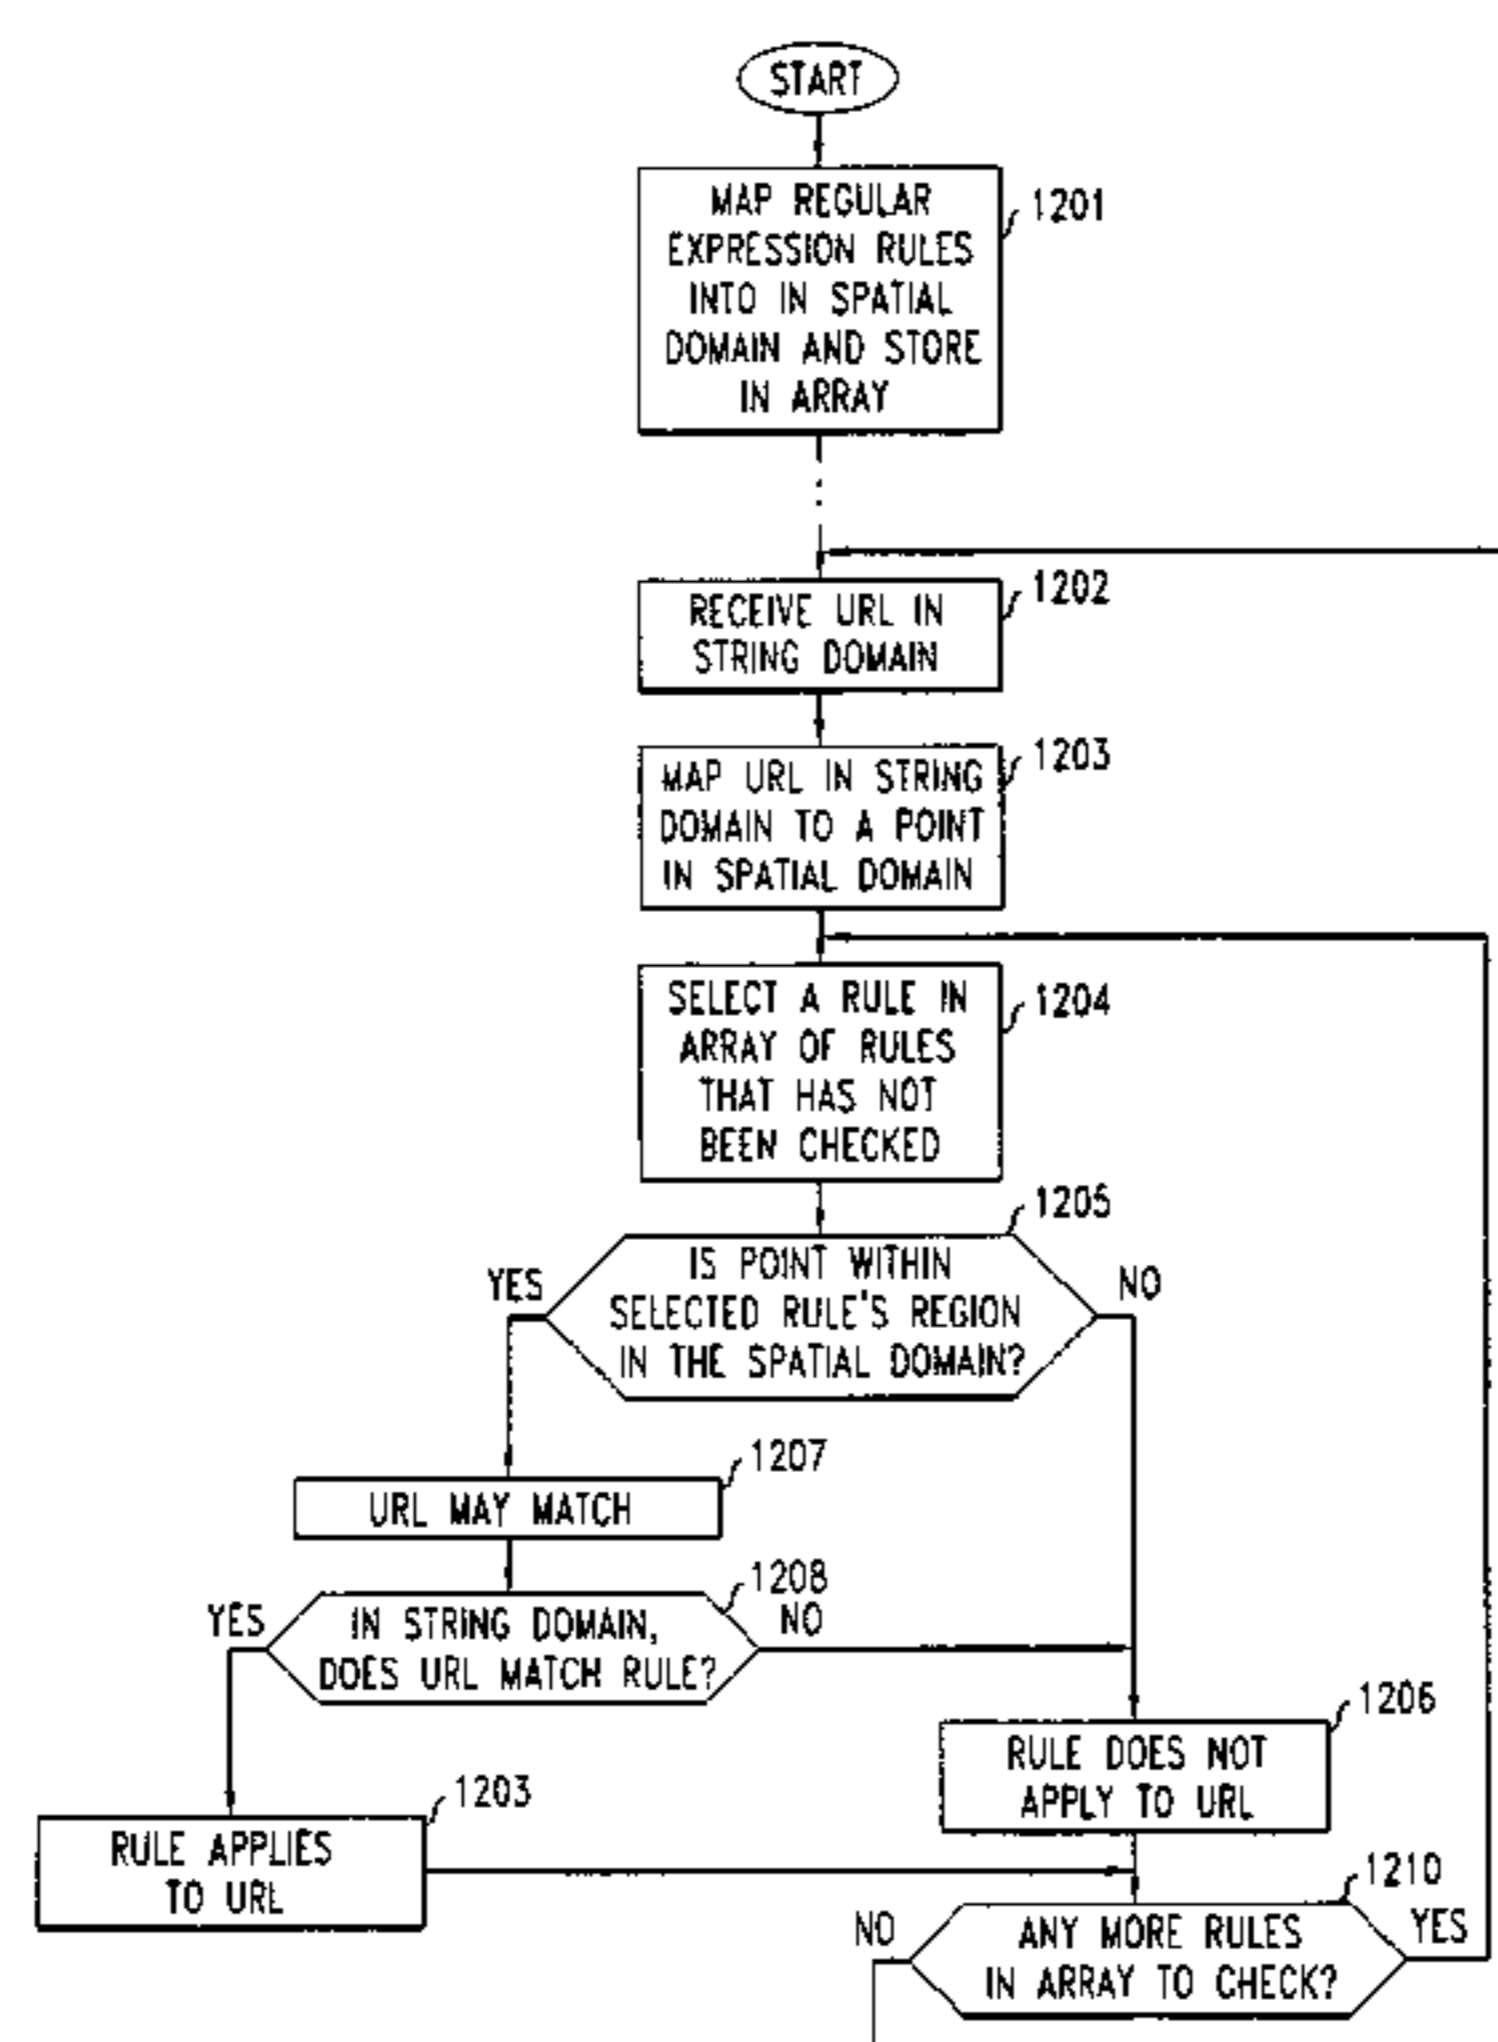 START
MAP REGULAR
EXPRESSION RULES
INTO IN SPATIAL
DOMAIN AND STORE
IN ARRAY
1201
RECEIVE URL IN
STRING DOMAIN
1202
MAP URL IN STRING
DOMAIN TO A POINT
IN SPATIAL DOMAIN
1203
SELECT A RULE IN
ARRAY OF RULES
THAT HAS NOT
BEEN CHECKED
1204
1205
IS POINT WITHIN
SELECTED RULE'S REGION
IN THE SPATIAL DOMAIN?
YES
NO
1207
URL MAY MATCH
1208
IN STRING DOMAIN,
DOES URL MATCH RULE?
YES
NO
1206
RULE DOES NOT
APPLY TO URL
1203
RULE APPLIES
TO URL
1210
ANY MORE RULES
IN ARRAY TO CHECK?
NO
YES